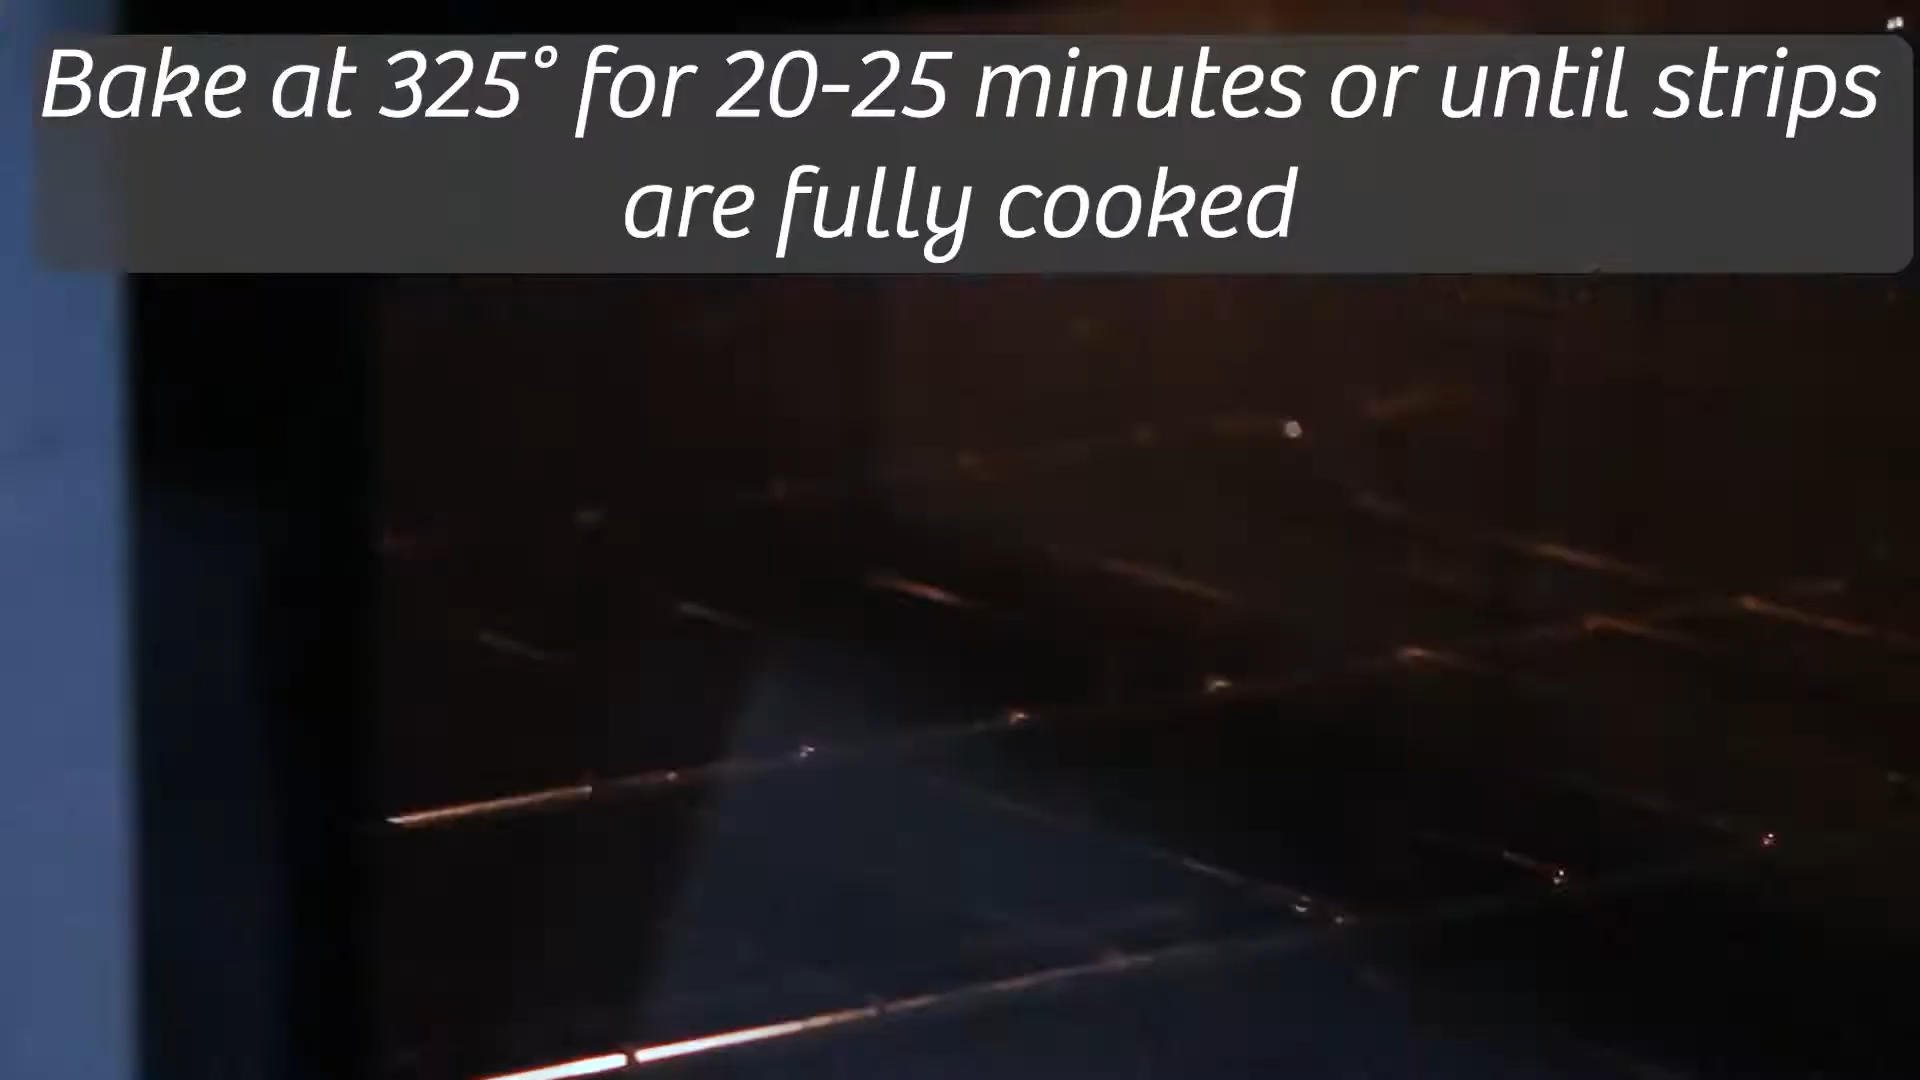 Bake at 325° for 20-25 minutes or until strips
are fully cooked